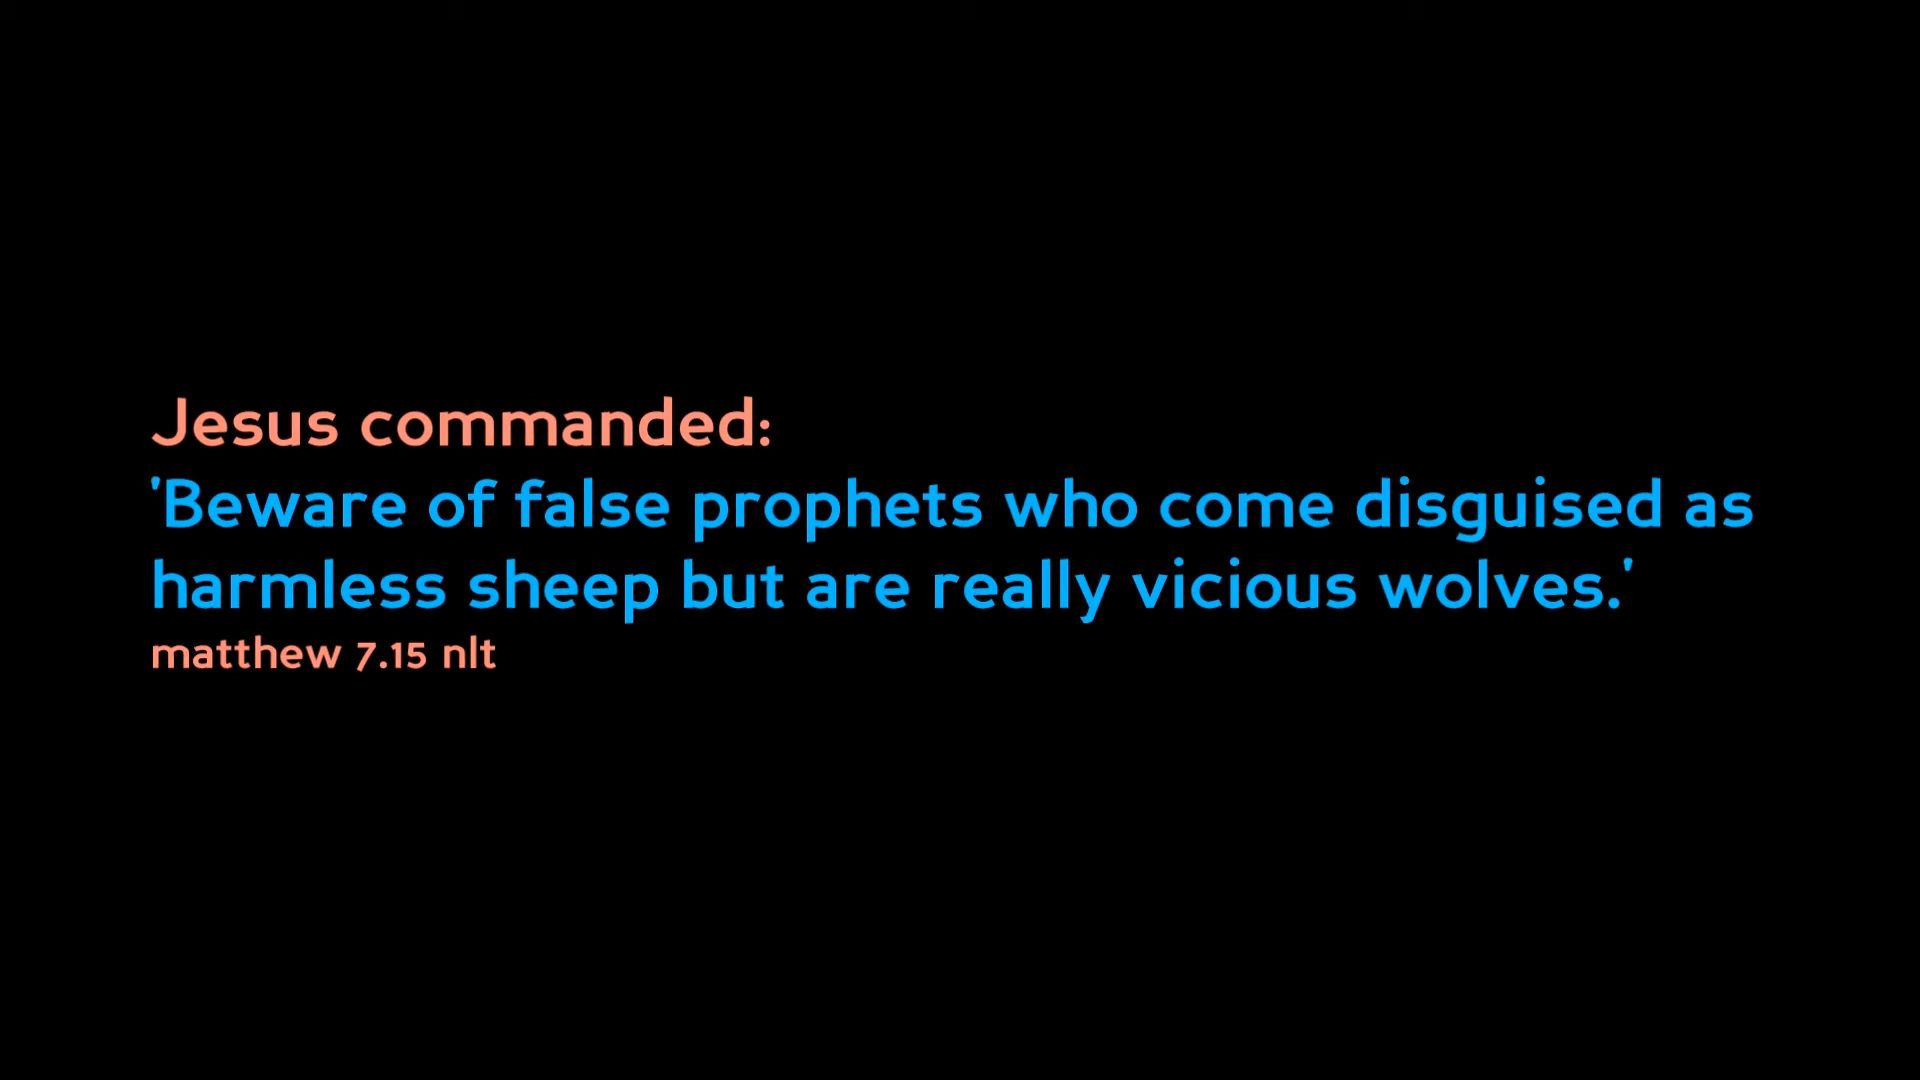 Jesus commanded:
'Beware of false prophets who come disguised as
harmless sheep but are really vicious wolves.'
matthew 7.15 nlt